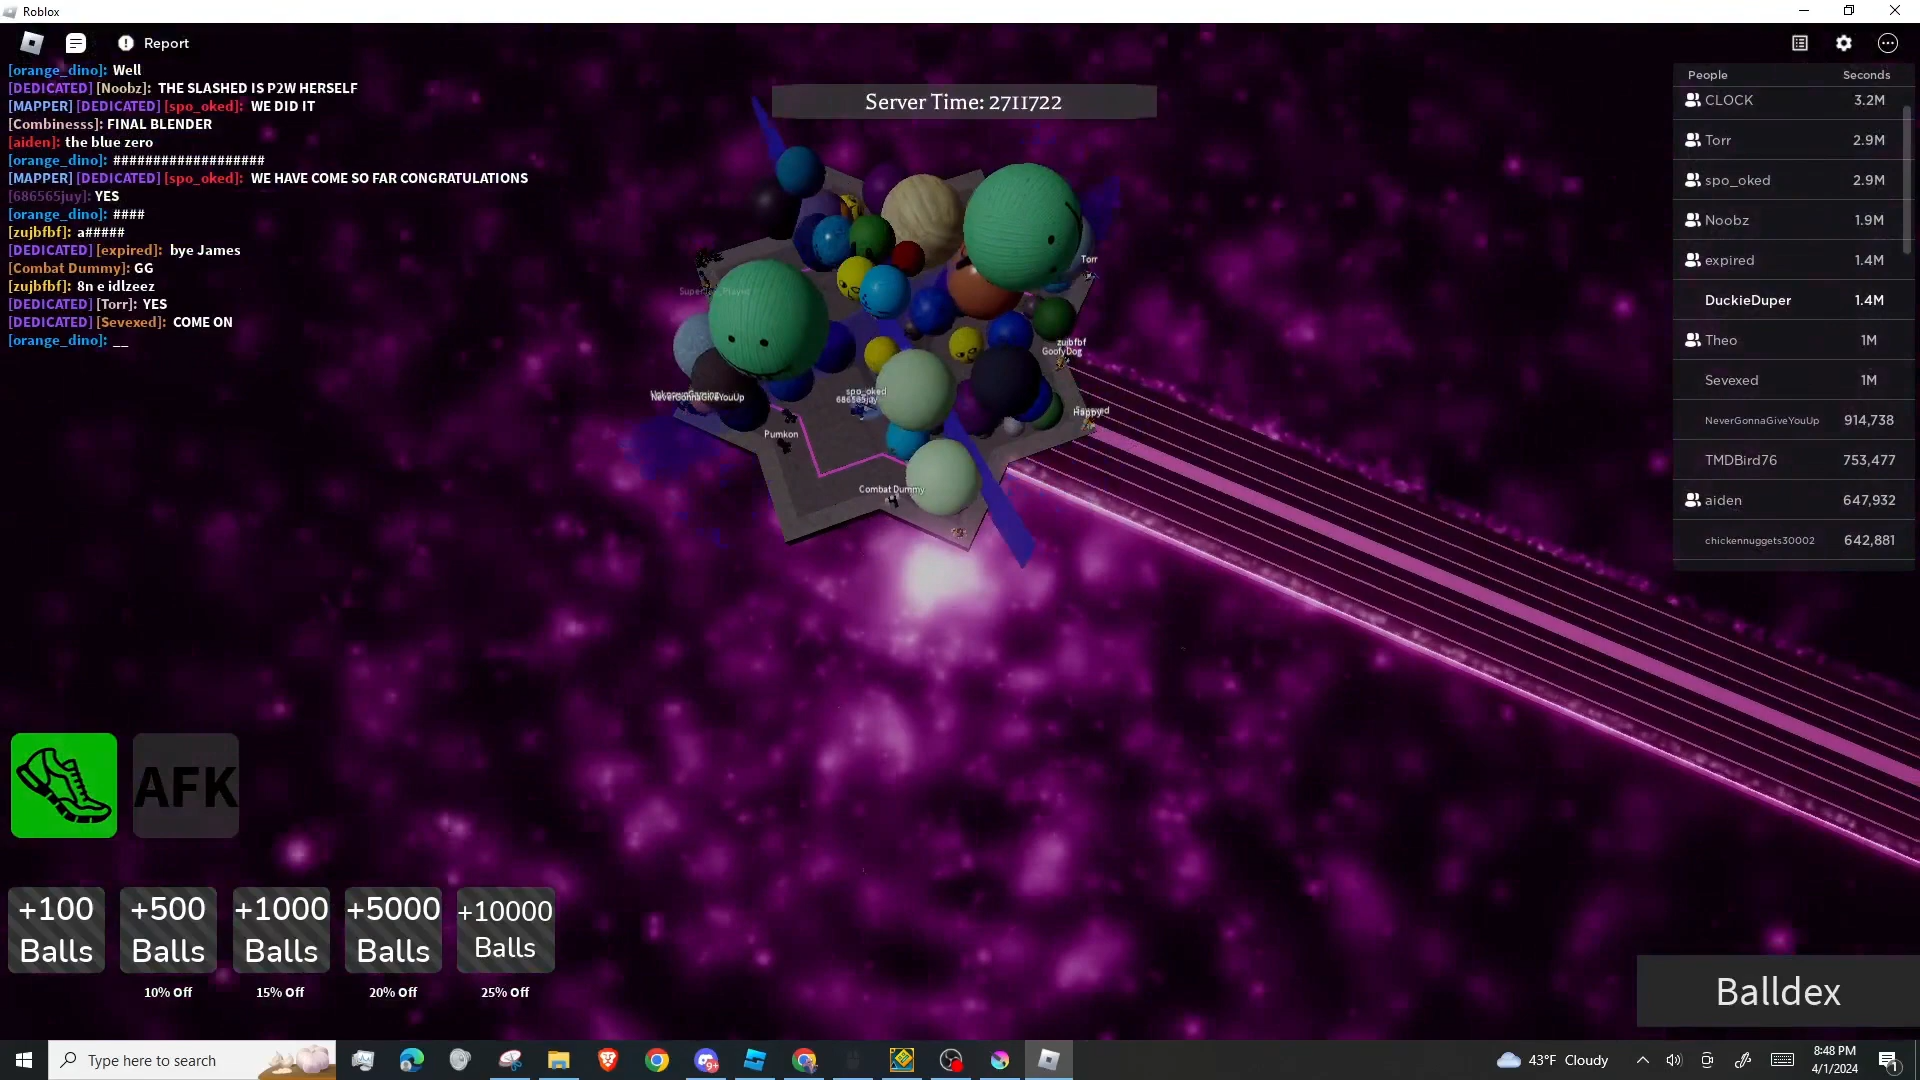 Roblox
Report
[orange_dino]: Well
[DEDICATED] [Noobz]: THE SLASHED IS P2W HERSELF
[MAPPER] [DEDICATED] [spo_oked]: WE DID IT
[Combinesss]: FINAL BLENDER
[aiden]: the blue zero
[orange_dino]: ###################
[MAPPER] [DEDICATED] [spo_oked]: WE HAVE COME SO FAR CONGRATULATIONS
[686565juy]: YES
[orange_dino]: ####
[zujbfbf]: a#####
[DEDICATED] [expired]: bye James
[Combat Dummy]: GG
[zujbfbf]: 8n e idlzeez
[DEDICATED] [Torr]: YES
[DEDICATED] [Sevexed]: COME ON
[orange_dino]: __
Server Time: 2711722
People Seconds
CLOCK 3.2M
Torr 2.9M
spo_oked 2.9M
Noobz 1.9M
expired 1.4M
DuckieDuper 1.4M
Theo 1M
Sevexed 1M
NeverGonnaGiveYouUp 914,738
TMDBird76 753,477
aiden 647,932
chickennuggets30002 642,881
Torr
zujbfbf
GoofyDog
Happy
NeverGonnaGiveYouUp
spo_oked
686565juy
Pumkon
Combat Dummy
AFK
+100 Balls
+500 Balls
+1000 Balls
+5000 Balls
+10000 Balls
10% Off
15% Off
20% Off
25% Off
Balldex
Type here to search
9+
43°F Cloudy
8:48 PM
4/1/2024
1